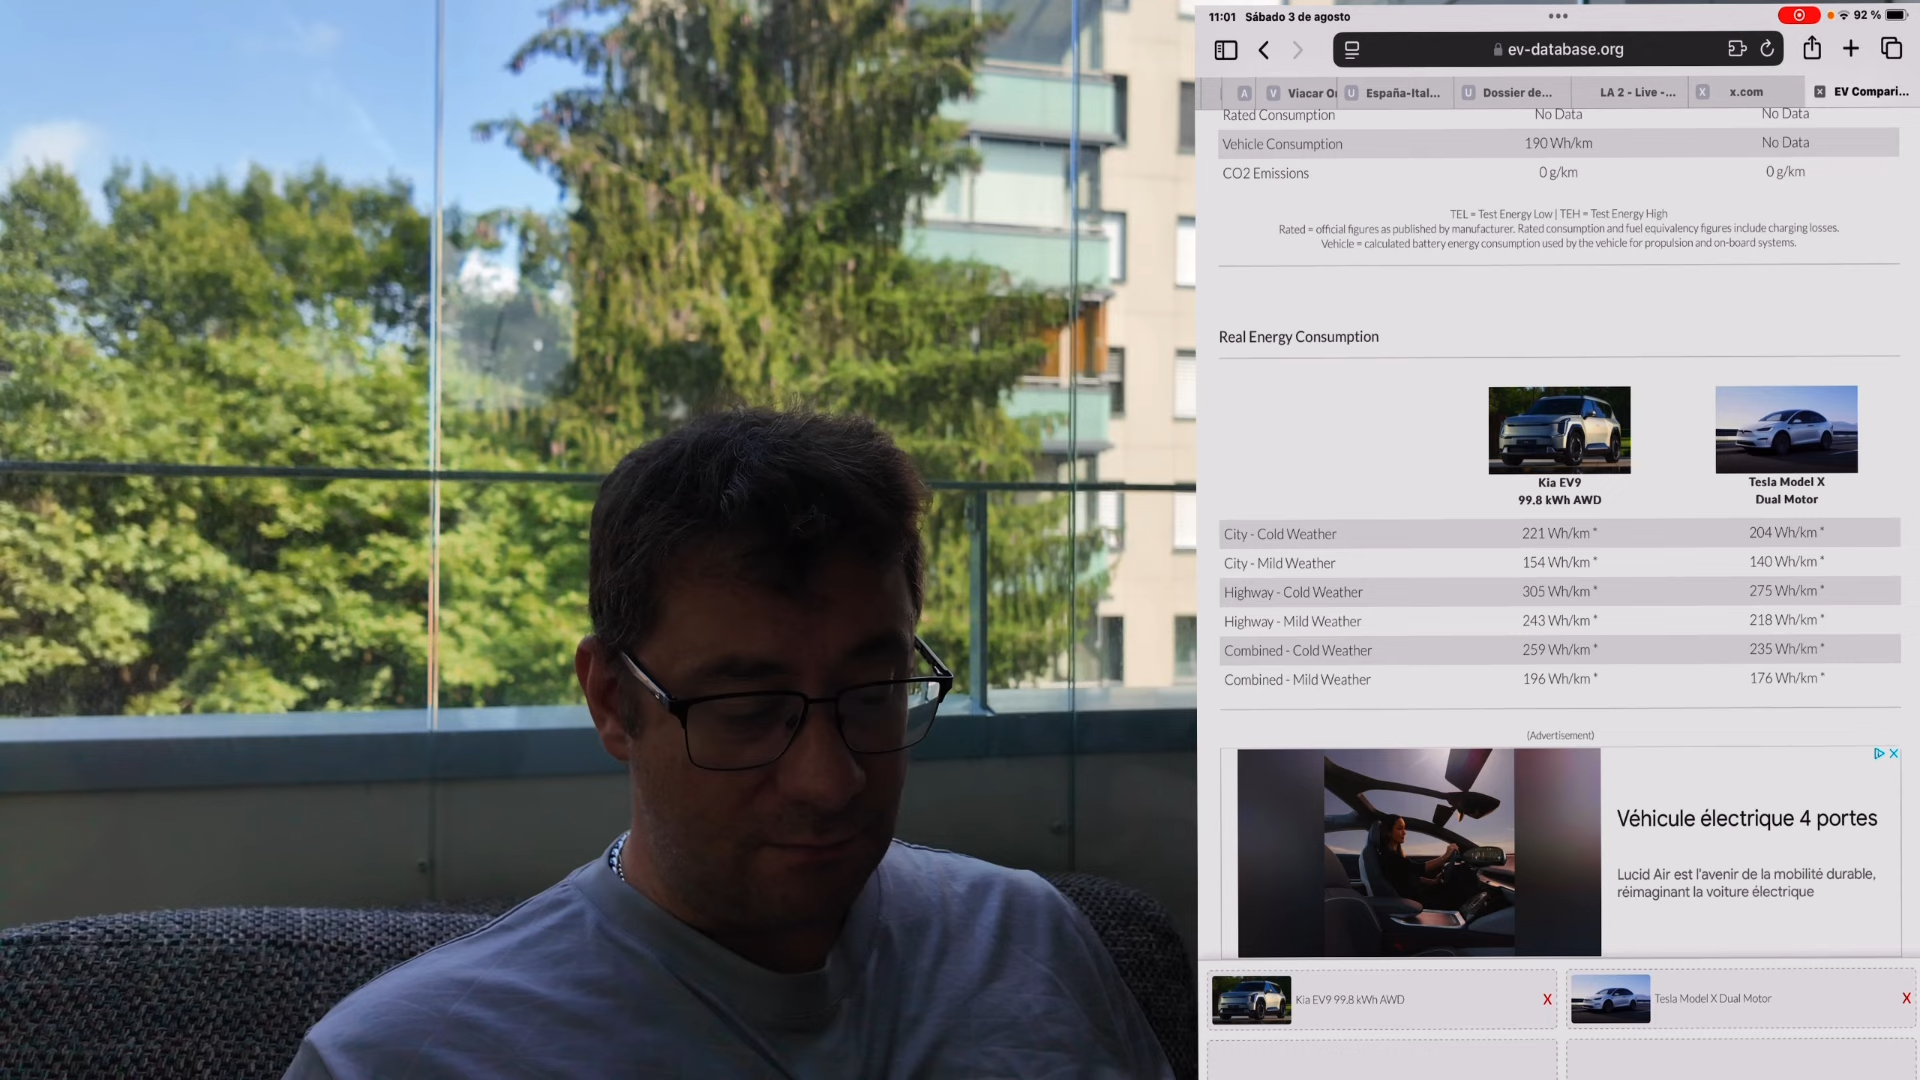 11:01 Sábado 3 de agosto
92 %
ev-database.org
A
V Viacar O
U España-Ital...
U Dossier de...
LA 2 - Live -...
X x.com
EV Compari...
Rated Consumption No Data No Data
Vehicle Consumption 190 Wh/km No Data
CO2 Emissions 0 g/km 0 g/km
TEL = Test Energy Low | TEH = Test Energy High
Rated = official figures as published by manufacturer. Rated consumption and fuel equivalency figures include charging losses.
Vehicle = calculated battery energy consumption used by the vehicle for propulsion and on-board systems.
Real Energy Consumption
Kia EV9 Tesla Model X
99.8 kWh AWD Dual Motor
City - Cold Weather 221 Wh/km * 204 Wh/km *
City - Mild Weather 154 Wh/km * 140 Wh/km *
Highway - Cold Weather 305 Wh/km * 275 Wh/km *
Highway - Mild Weather 243 Wh/km * 218 Wh/km *
Combined - Cold Weather 259 Wh/km * 235 Wh/km *
Combined - Mild Weather 196 Wh/km * 176 Wh/km *
(Advertisement)
Véhicule électrique 4 portes
Lucid Air est l'avenir de la mobilité durable,
réimaginant la voiture électrique
Kia EV9 99.8 kWh AWD X Tesla Model X Dual Motor X